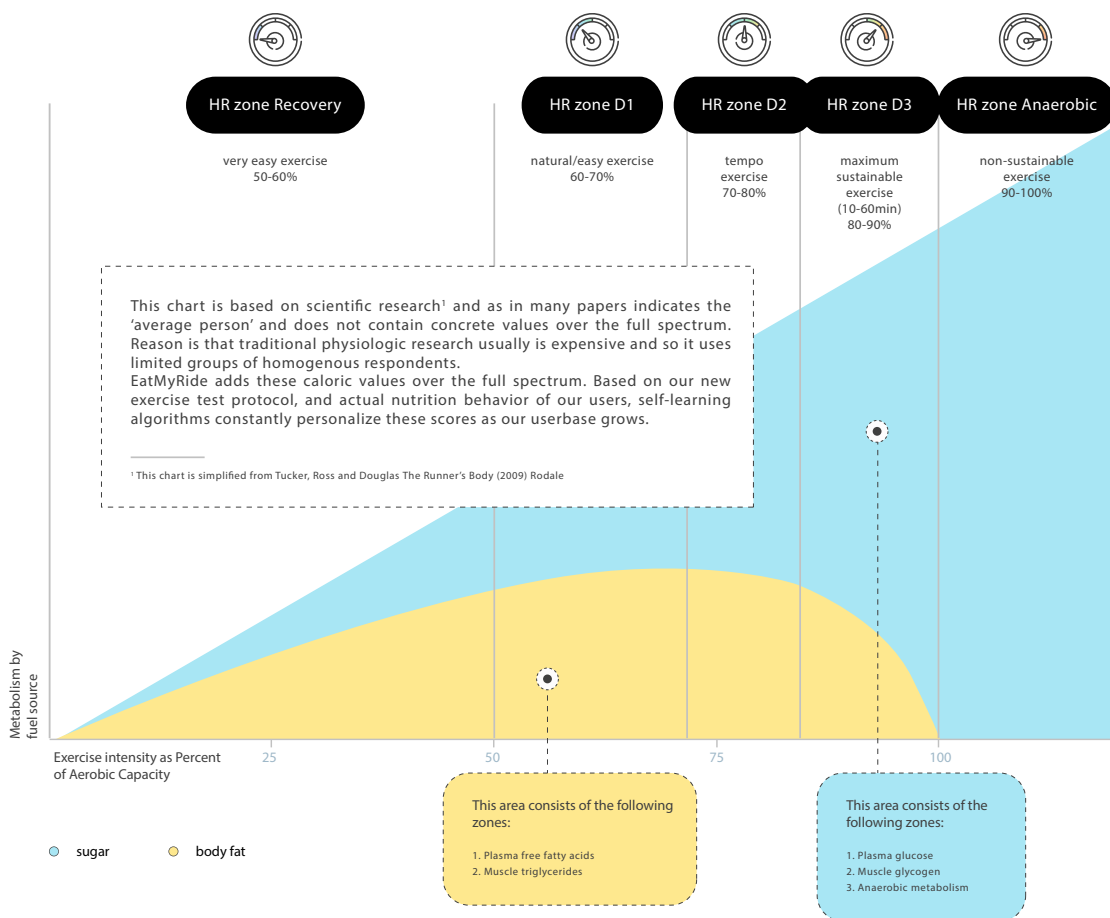 HR zone Recovery
HR zone D1
HR zone D2
HR zone D3
HR zone Anaerobic
very easy exercise
50-60%
natural/easy exercise
60-70%
tempo
exercise
70-80%
maximum
sustainable
exercise
(10-60min)
80-90%
non-sustainable
exercise
90-100%
This chart is based on scientific research¹ and as in many papers indicates the
‘average person’ and does not contain concrete values over the full spectrum.
Reason is that traditional physiologic research usually is expensive and so it uses
limited groups of homogenous respondents.
EatMyRide adds these caloric values over the full spectrum. Based on our new
exercise test protocol, and actual nutrition behavior of our users, self-learning
algorithms constantly personalize these scores as our userbase grows.
¹ This chart is simplified from Tucker, Ross and Douglas The Runner’s Body (2009) Rodale
Metabolism by
fuel source
Exercise intensity as Percent
of Aerobic Capacity
25
50
75
100
sugar
body fat
This area consists of the following
zones:
1. Plasma free fatty acids
2. Muscle triglycerides
This area consists of the
following zones:
1. Plasma glucose
2. Muscle glycogen
3. Anaerobic metabolism